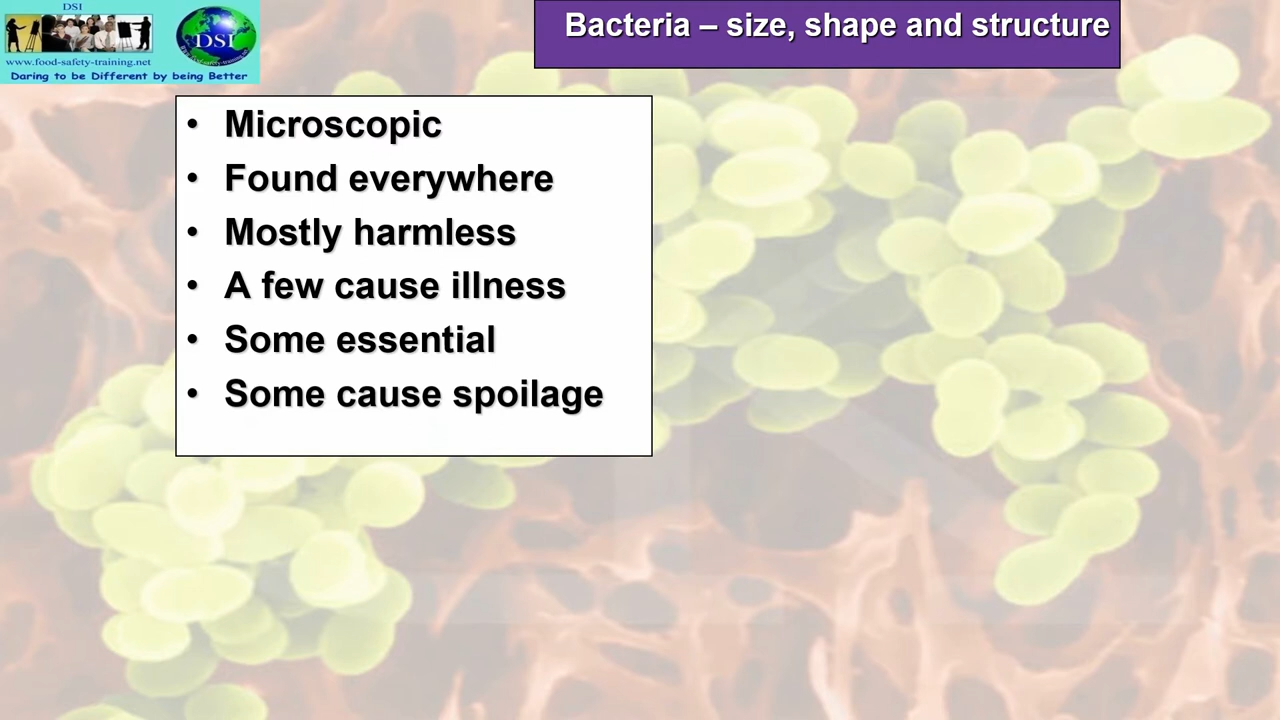 DSI
DSI
www.food-safety-training.net
Daring to be Different by being Better
Bacteria – size, shape and structure
• Microscopic
• Found everywhere
• Mostly harmless
• A few cause illness
• Some essential
• Some cause spoilage